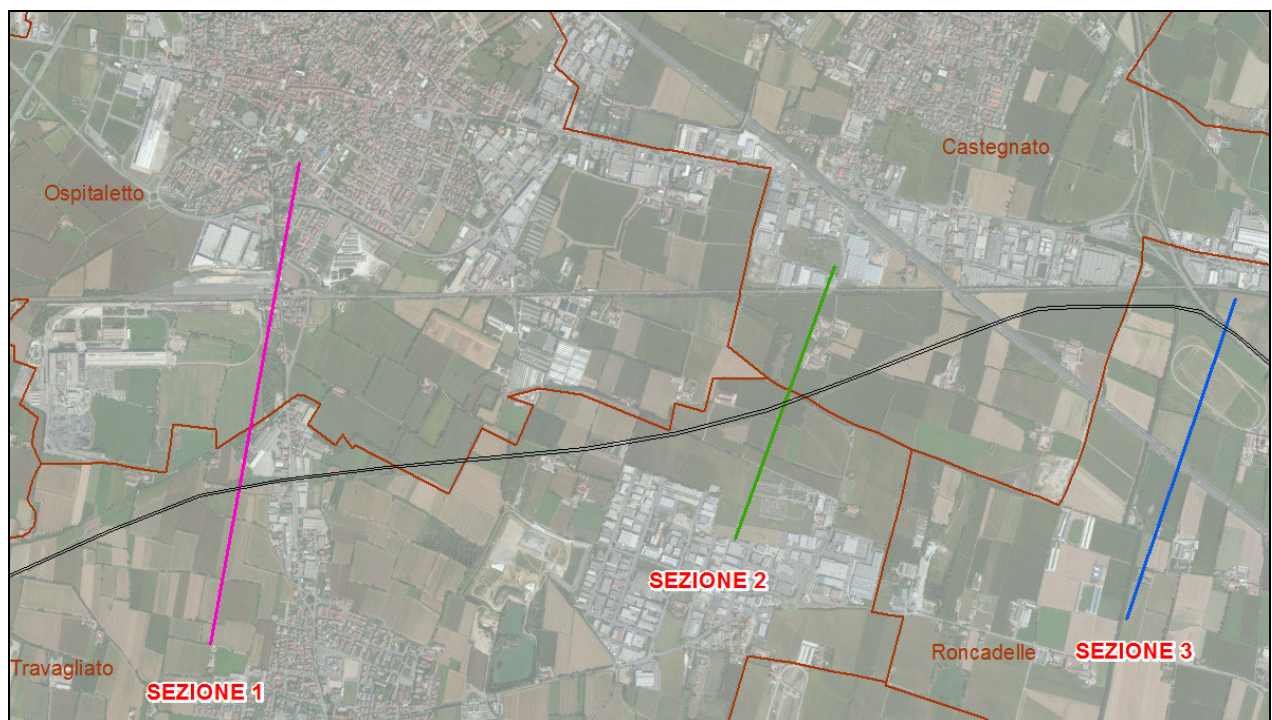 Castegnato
Ospitaletto
SEZIONE 2
Roncadelle
SEZIONE 3
Travagliato
SEZIONE 1